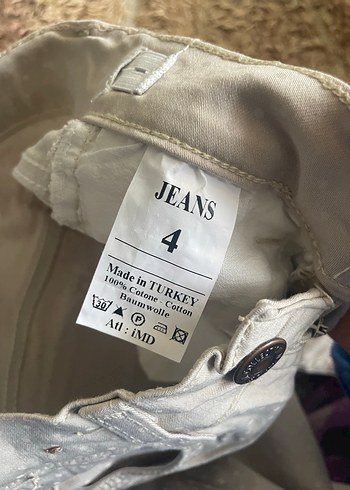 JEANS
4
Made in TURKEY
100% Cotone - Cotton
Baumwolle
30 P
Atl : iMD